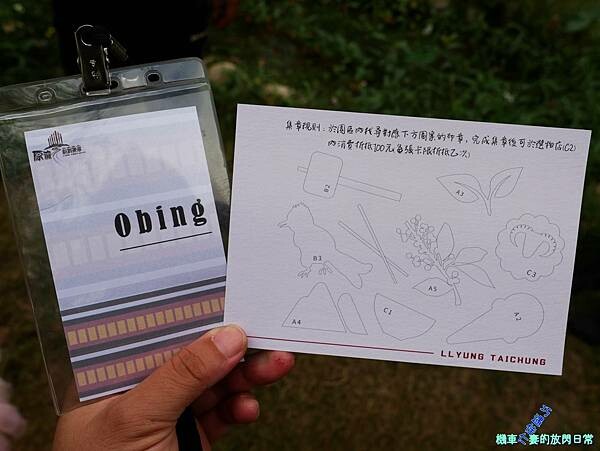 Obing
集章規則：於園區內找尋對應下方圖案的印章，完成集章後可於選物店(C2)
內消費折抵100元(每張卡限折抵乙次)
B2
A3
B3
C3
A5
A4
C1
A2
LLYUNG TAICHUNG
機車
妻的放閃日常